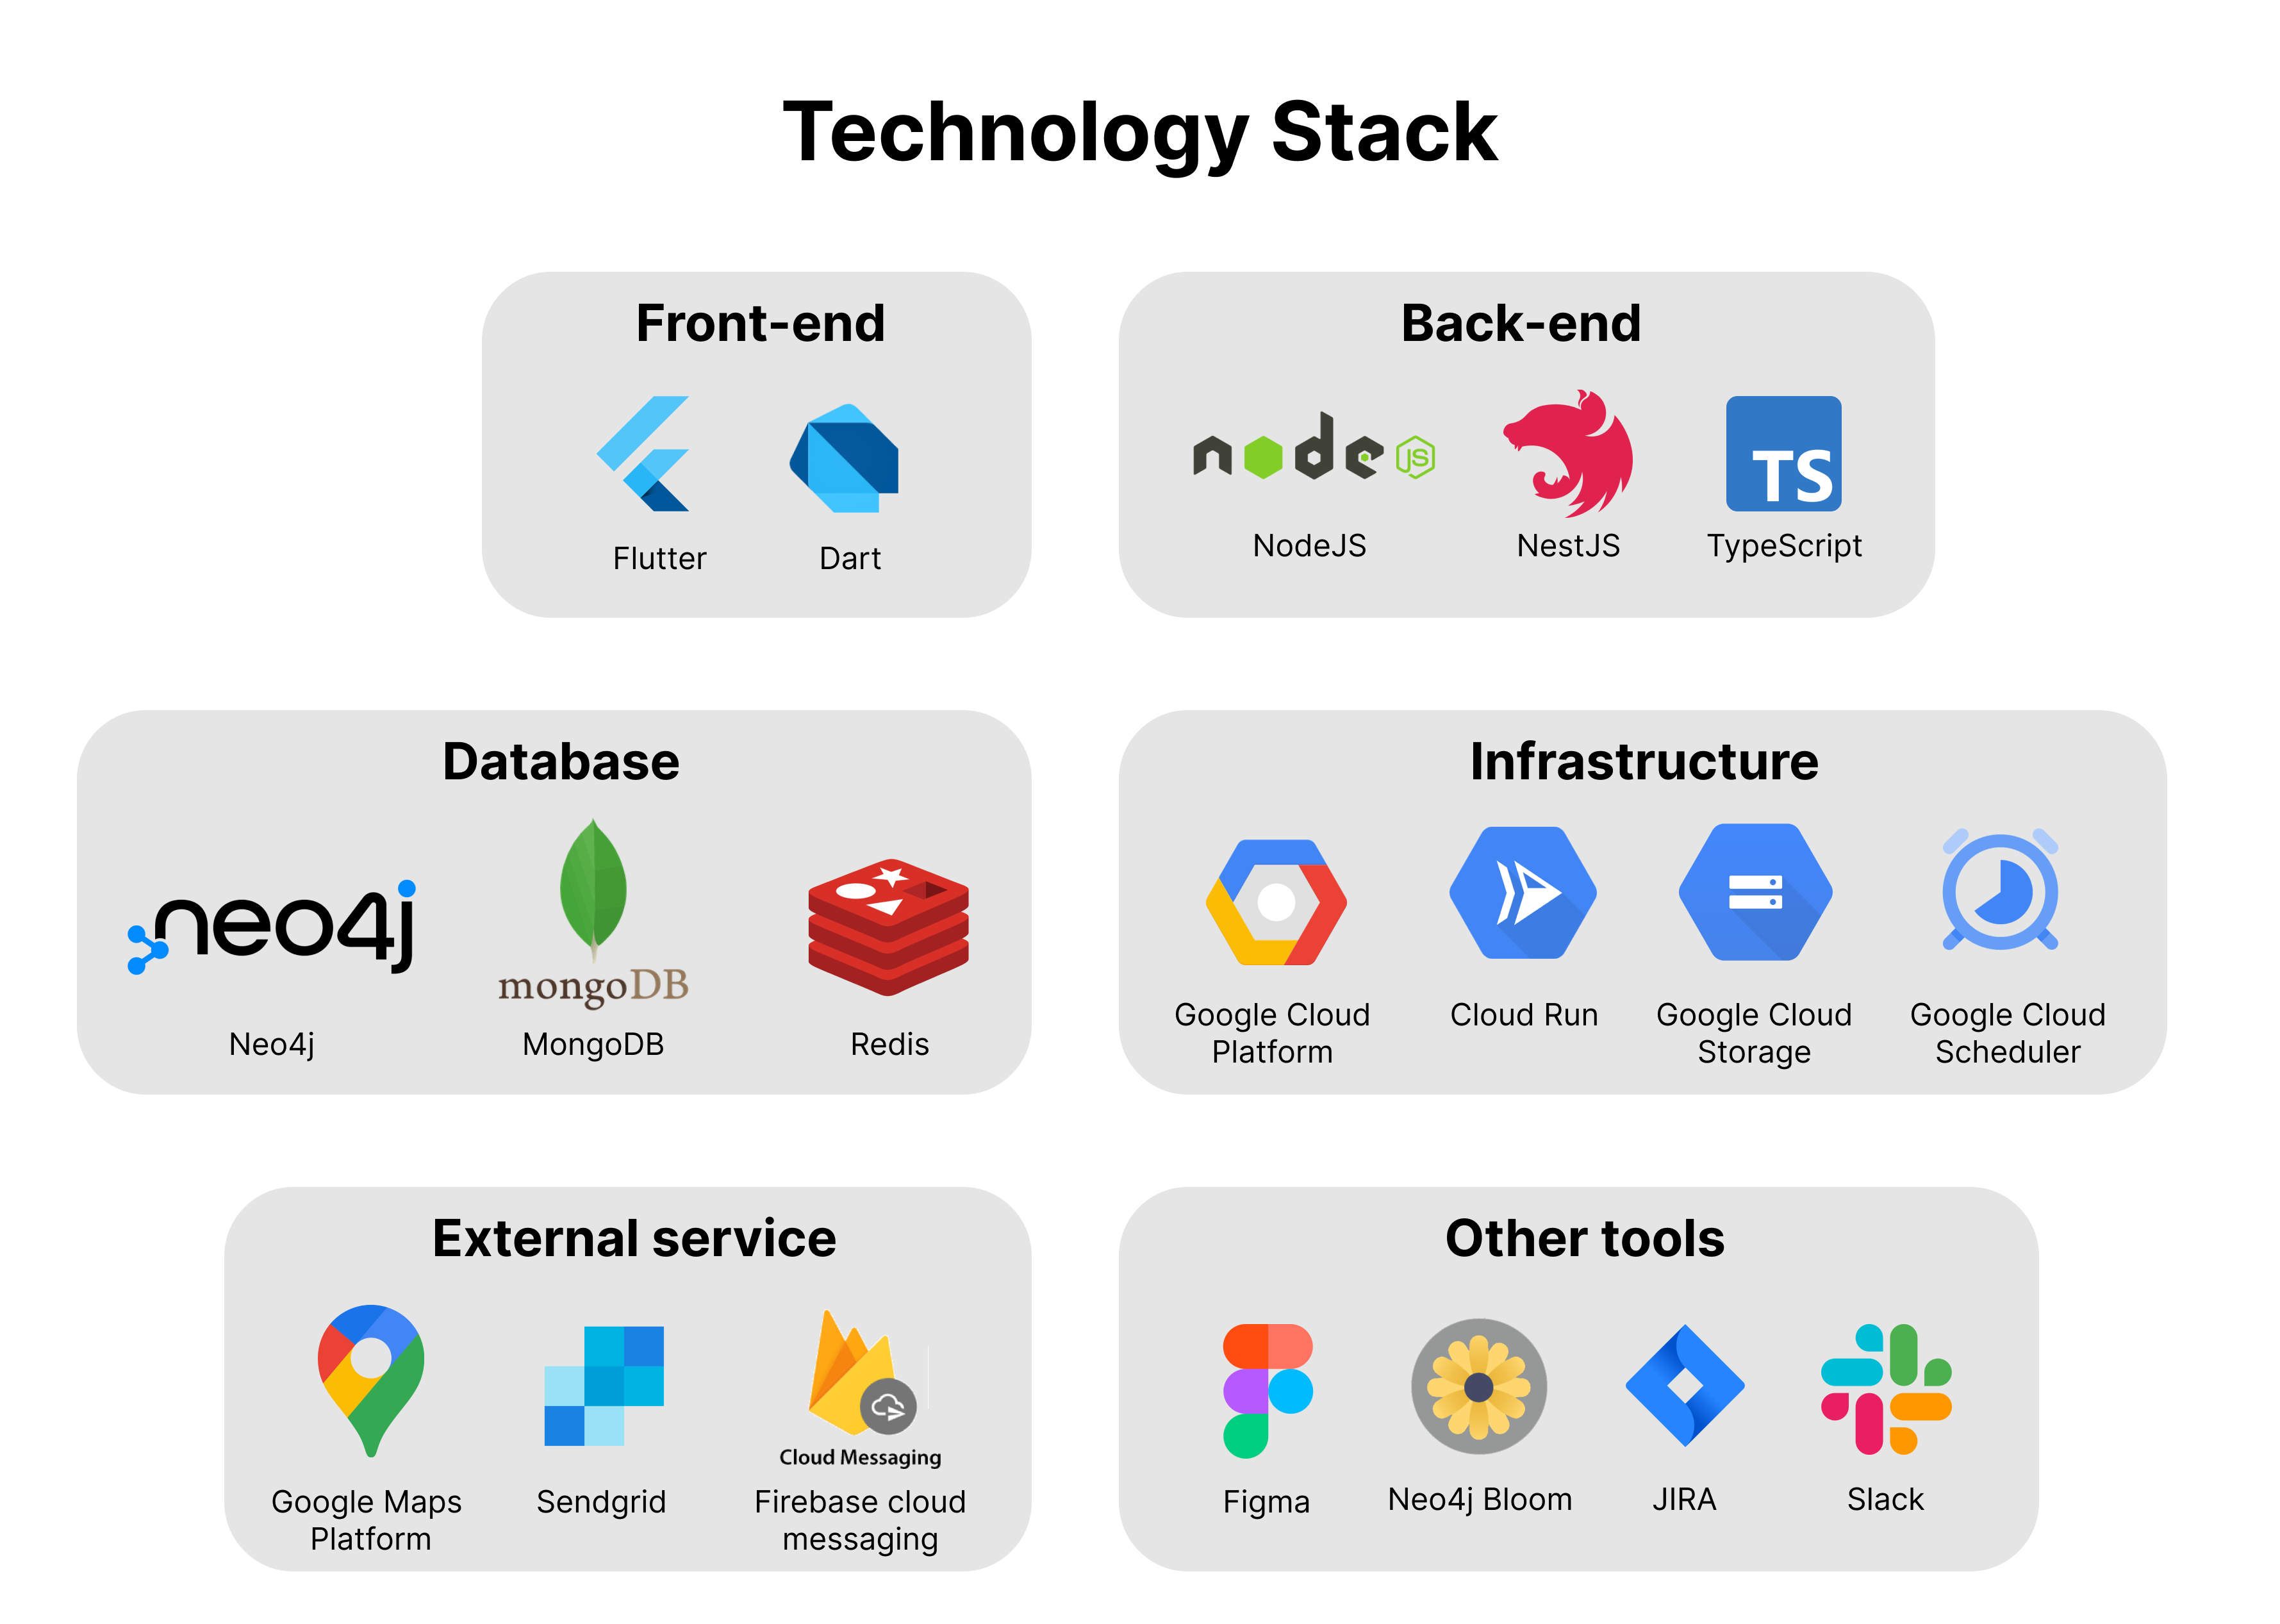 Technology Stack
Front-end
Flutter
Dart
Back-end
node JS
TS
NodeJS
NestJS
TypeScript
Database
neo4j
mongoDB
Neo4j
MongoDB
Redis
Infrastructure
Google Cloud
Platform
Cloud Run
Google Cloud
Storage
Google Cloud
Scheduler
External service
Cloud Messaging
Google Maps
Platform
Sendgrid
Firebase cloud
messaging
Other tools
Figma
Neo4j Bloom
JIRA
Slack